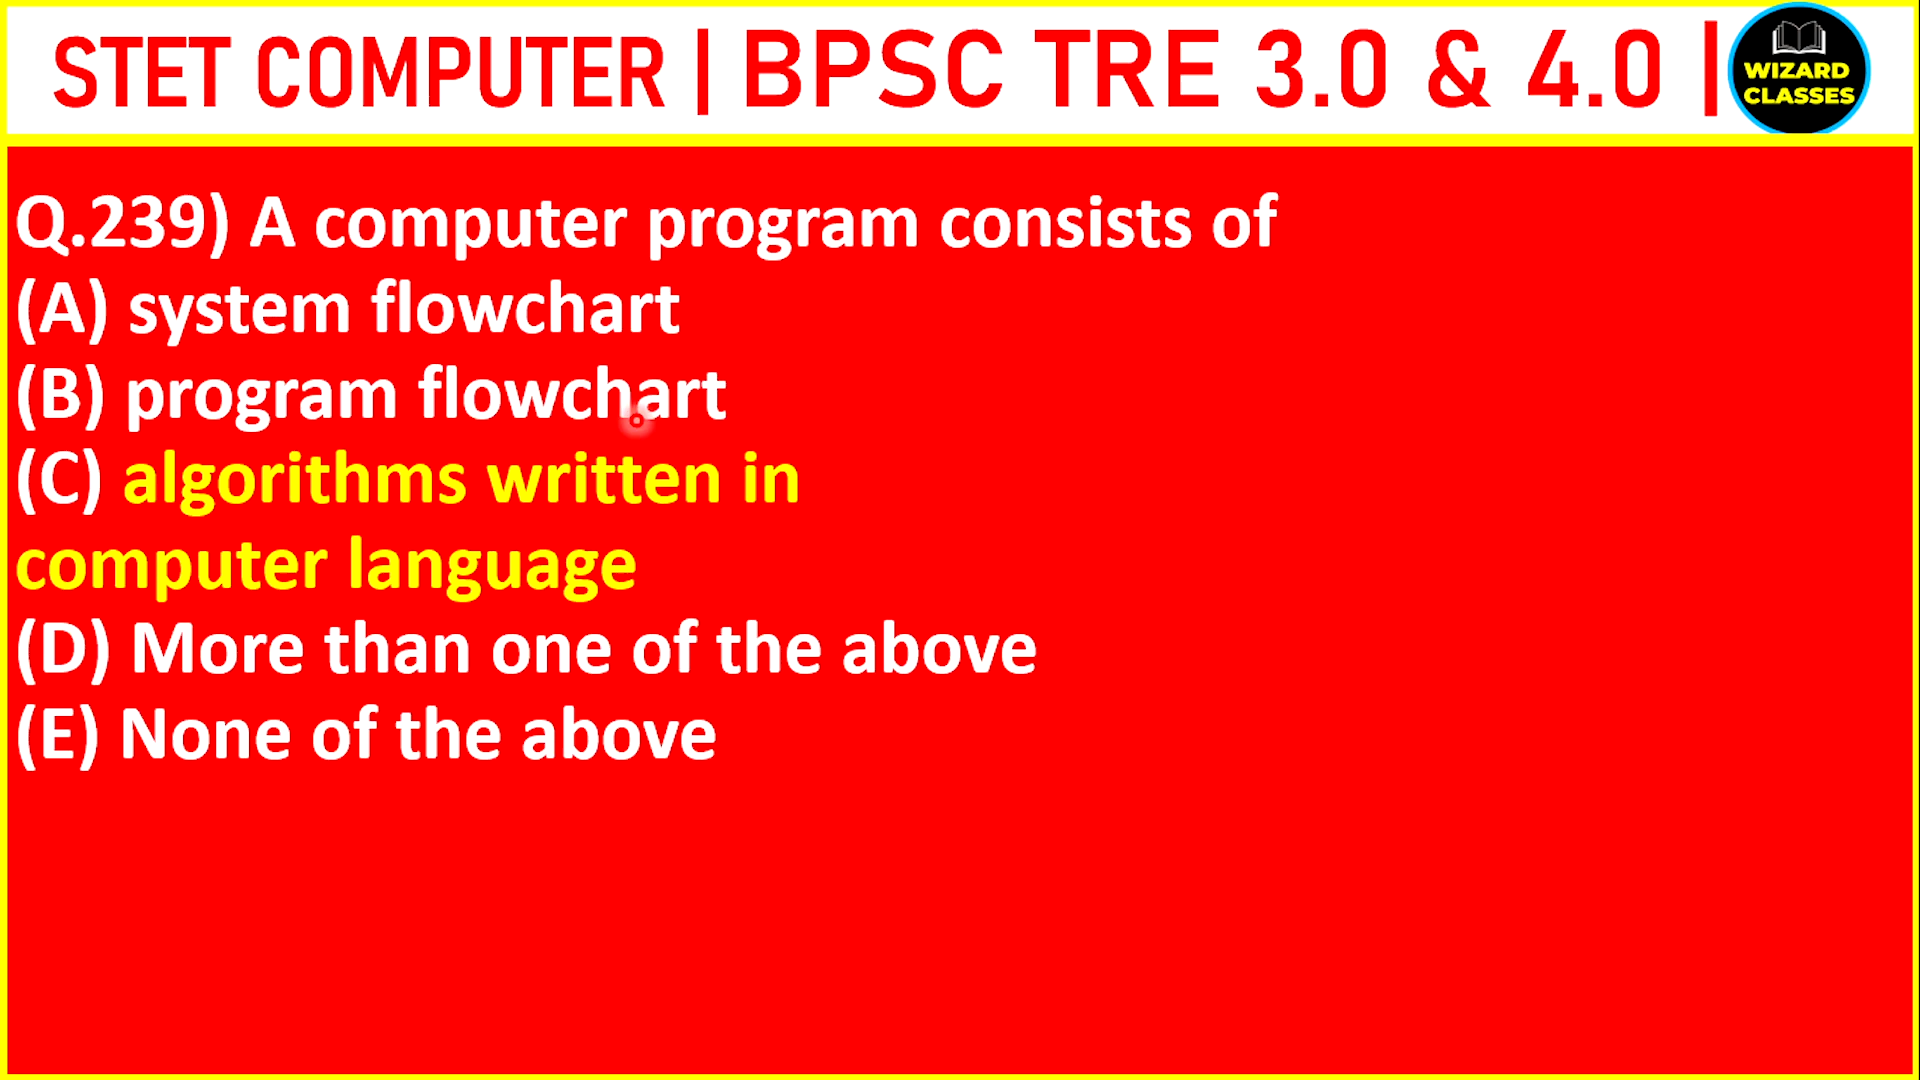 STET COMPUTER | BPSC TRE 3.0 & 4.0 |
WIZARD
CLASSES
Q.239) A computer program consists of
(A) system flowchart
(B) program flowchart
(C) algorithms written in
computer language
(D) More than one of the above
(E) None of the above